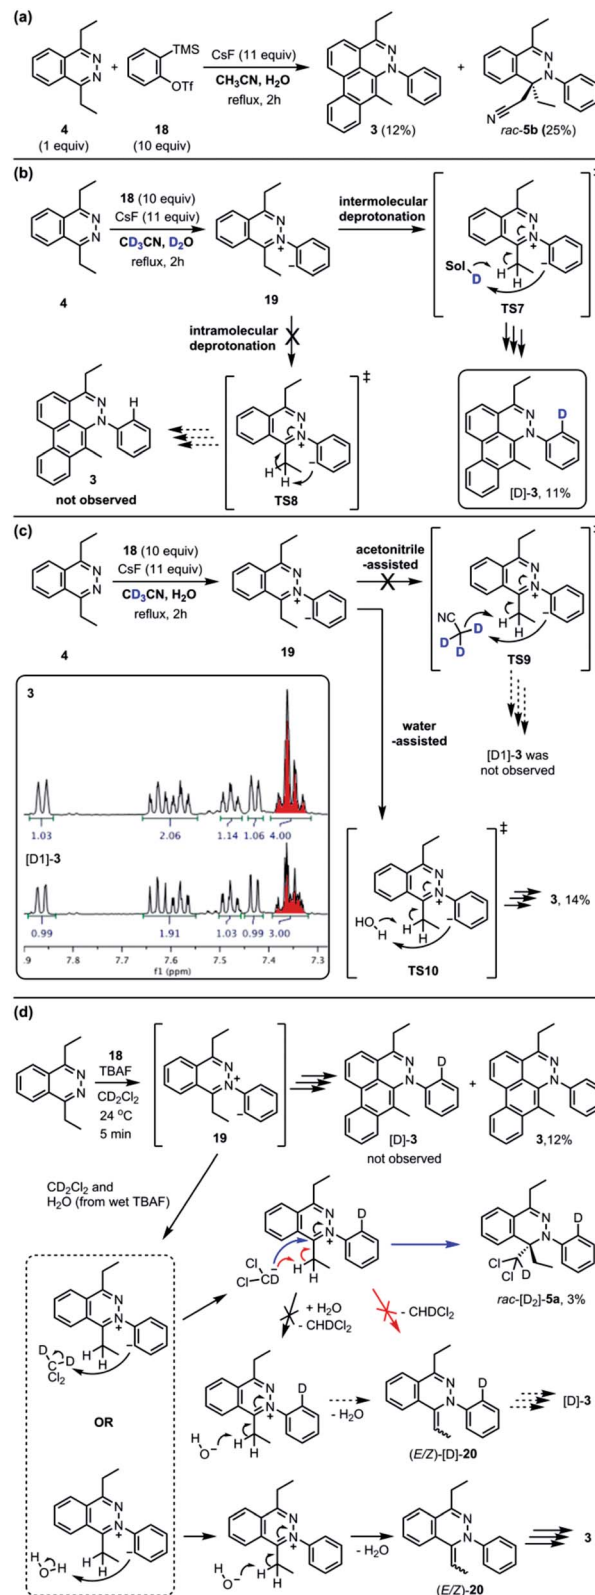 (a)
TMS
OTf
CsF (11 equiv)
CH₃CN, H₂O
reflux, 2h
4
(1 equiv)
18
(10 equiv)
3 (12%)
rac-5b (25%)
(b)
18 (10 equiv)
CsF (11 equiv)
CD₃CN, D₂O
reflux, 2h
4
19
intermolecular
deprotonation
Sol
D
H H
TS7
intramolecular
deprotonation
H
3
not observed
H H
TS8
‡
D
[D]-3, 11%
(c)
18 (10 equiv)
CsF (11 equiv)
CD₃CN, H₂O
reflux, 2h
4
19
acetonitrile
-assisted
NC
D D
D
H H
TS9
[D1]-3 was
not observed
water
-assisted
3
1.03 2.06 1.14 1.06 4.00
[D1]-3
0.99 1.91 1.03 0.99 3.00
7.8 7.7 7.6 7.5 7.4 7.3
f1 (ppm)
‡
HO
H
H H
TS10
3, 14%
(d)
18
TBAF
CD₂Cl₂
24 °C
5 min
19
D
[D]-3
not observed
3,12%
CD₂Cl₂ and
H₂O (from wet TBAF)
D D
C
Cl₂
H H
OR
Cl
Cl CD
H H
D
rac-[D₂]-5a, 3%
+ H₂O
- CHDCl₂
- CHDCl₂
- H₂O
(E/Z)-[D]-20
[D]-3
- H₂O
(E/Z)-20
3